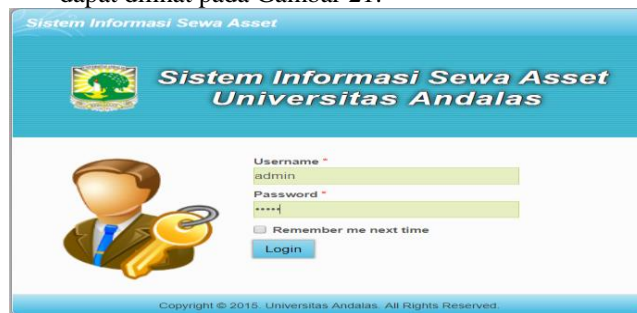 dapat dilihat pada Gambar 21.
Sistem Informasi Sewa Asset
Sistem Informasi Sewa Asset
Universitas Andalas
Username *
admin
Password *
•••••
Remember me next time
Login
Copyright © 2015. Universitas Andalas. All Rights Reserved.